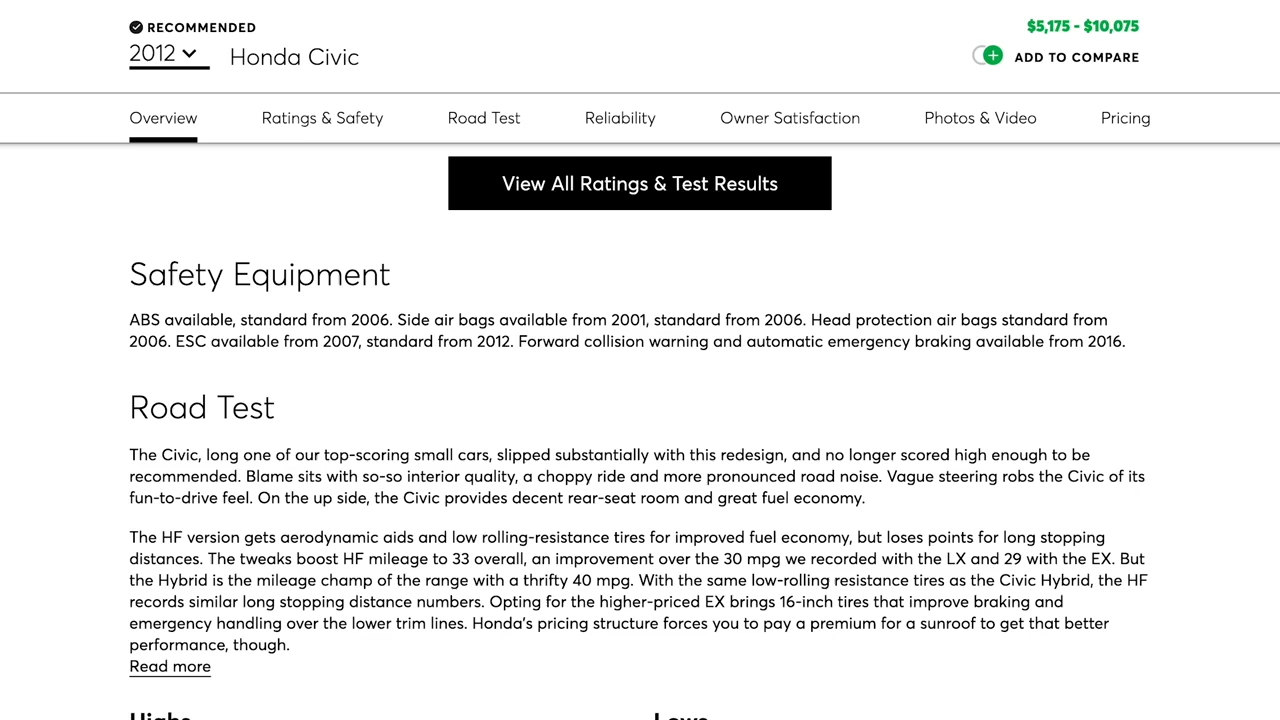 RECOMMENDED
$5,175 - $10,075
2012
Honda Civic
ADD TO COMPARE
Overview
Ratings & Safety
Road Test
Reliability
Owner Satisfaction
Photos & Video
Pricing
View All Ratings & Test Results
Safety Equipment
ABS available, standard from 2006. Side air bags available from 2001, standard from 2006. Head protection air bags standard from
2006. ESC available from 2007, standard from 2012. Forward collision warning and automatic emergency braking available from 2016.
Road Test
The Civic, long one of our top-scoring small cars, slipped substantially with this redesign, and no longer scored high enough to be
recommended. Blame sits with so-so interior quality, a choppy ride and more pronounced road noise. Vague steering robs the Civic of its
fun-to-drive feel. On the up side, the Civic provides decent rear-seat room and great fuel economy.
The HF version gets aerodynamic aids and low rolling-resistance tires for improved fuel economy, but loses points for long stopping
distances. The tweaks boost HF mileage to 33 overall, an improvement over the 30 mpg we recorded with the LX and 29 with the EX. But
the Hybrid is the mileage champ of the range with a thrifty 40 mpg. With the same low-rolling resistance tires as the Civic Hybrid, the HF
records similar long stopping distance numbers. Opting for the higher-priced EX brings 16-inch tires that improve braking and
emergency handling over the lower trim lines. Honda's pricing structure forces you to pay a premium for a sunroof to get that better
performance, though.
Read more
Highs
Lows